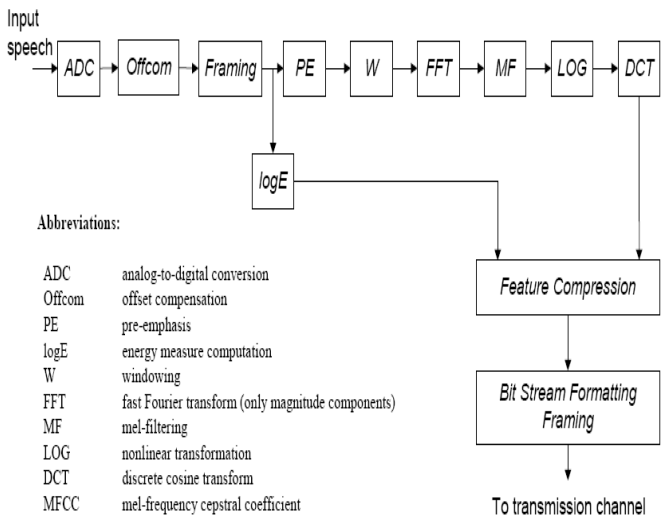 Input
speech
ADC Offcom Framing PE W FFT MF LOG DCT
logE
Feature Compression
Bit Stream Formatting
Framing
To transmission channel
Abbreviations:
ADC analog-to-digital conversion
Offcom offset compensation
PE pre-emphasis
logE energy measure computation
W windowing
FFT fast Fourier transform (only magnitude components)
MF mel-filtering
LOG nonlinear transformation
DCT discrete cosine transform
MFCC mel-frequency cepstral coefficient